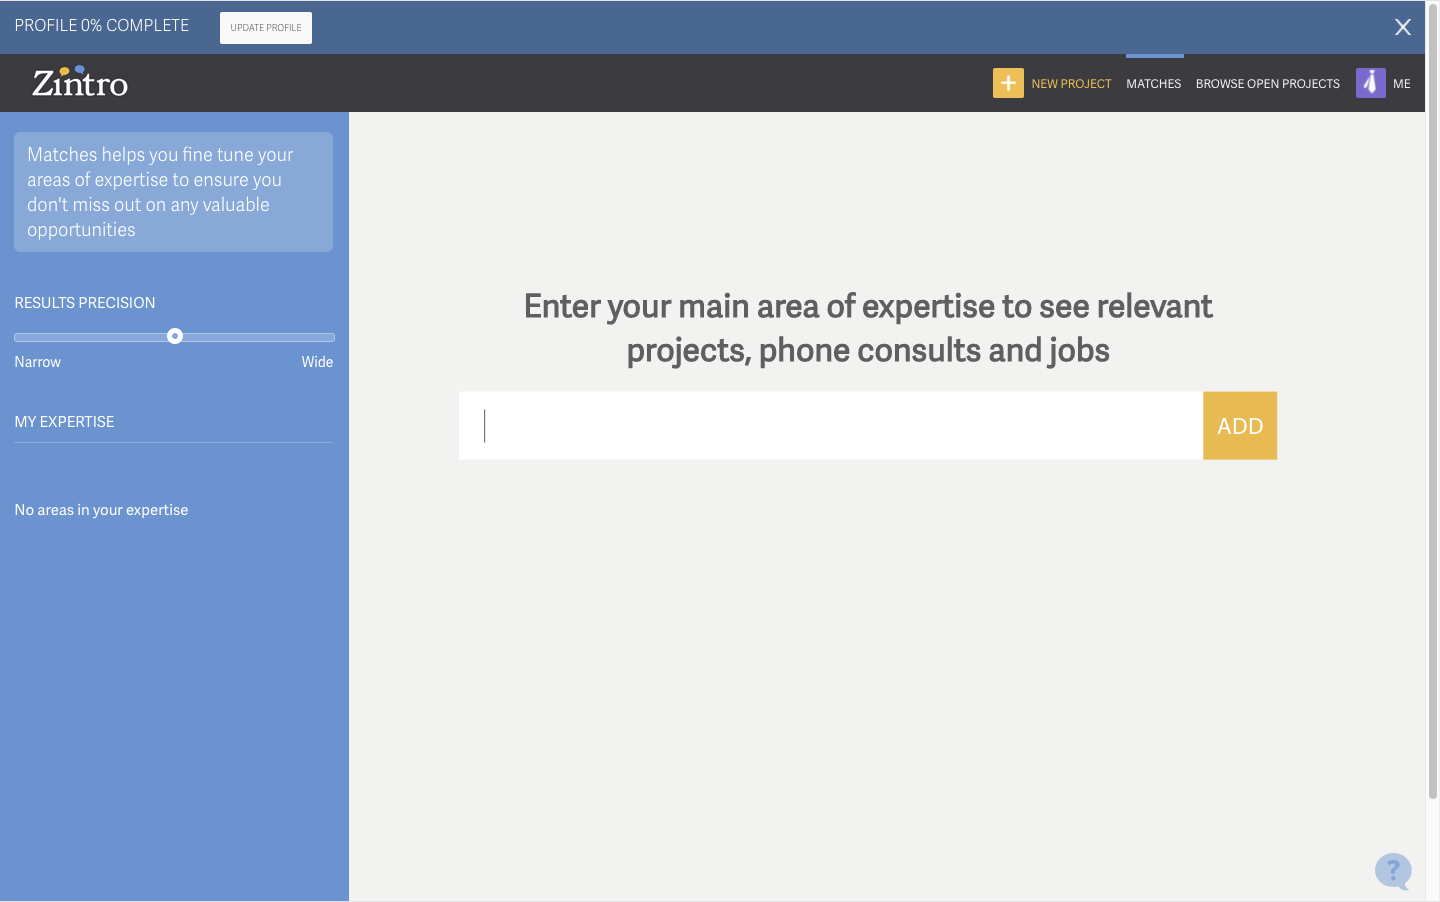 PROFILE 0% COMPLETE
UPDATE PROFILE
X
Zintro
NEW PROJECT
MATCHES
BROWSE OPEN PROJECTS
ME
Matches helps you fine tune your
areas of expertise to ensure you
don't miss out on any valuable
opportunities
RESULTS PRECISION
Narrow
Wide
MY EXPERTISE
No areas in your expertise
Enter your main area of expertise to see relevant
projects, phone consults and jobs
ADD
?